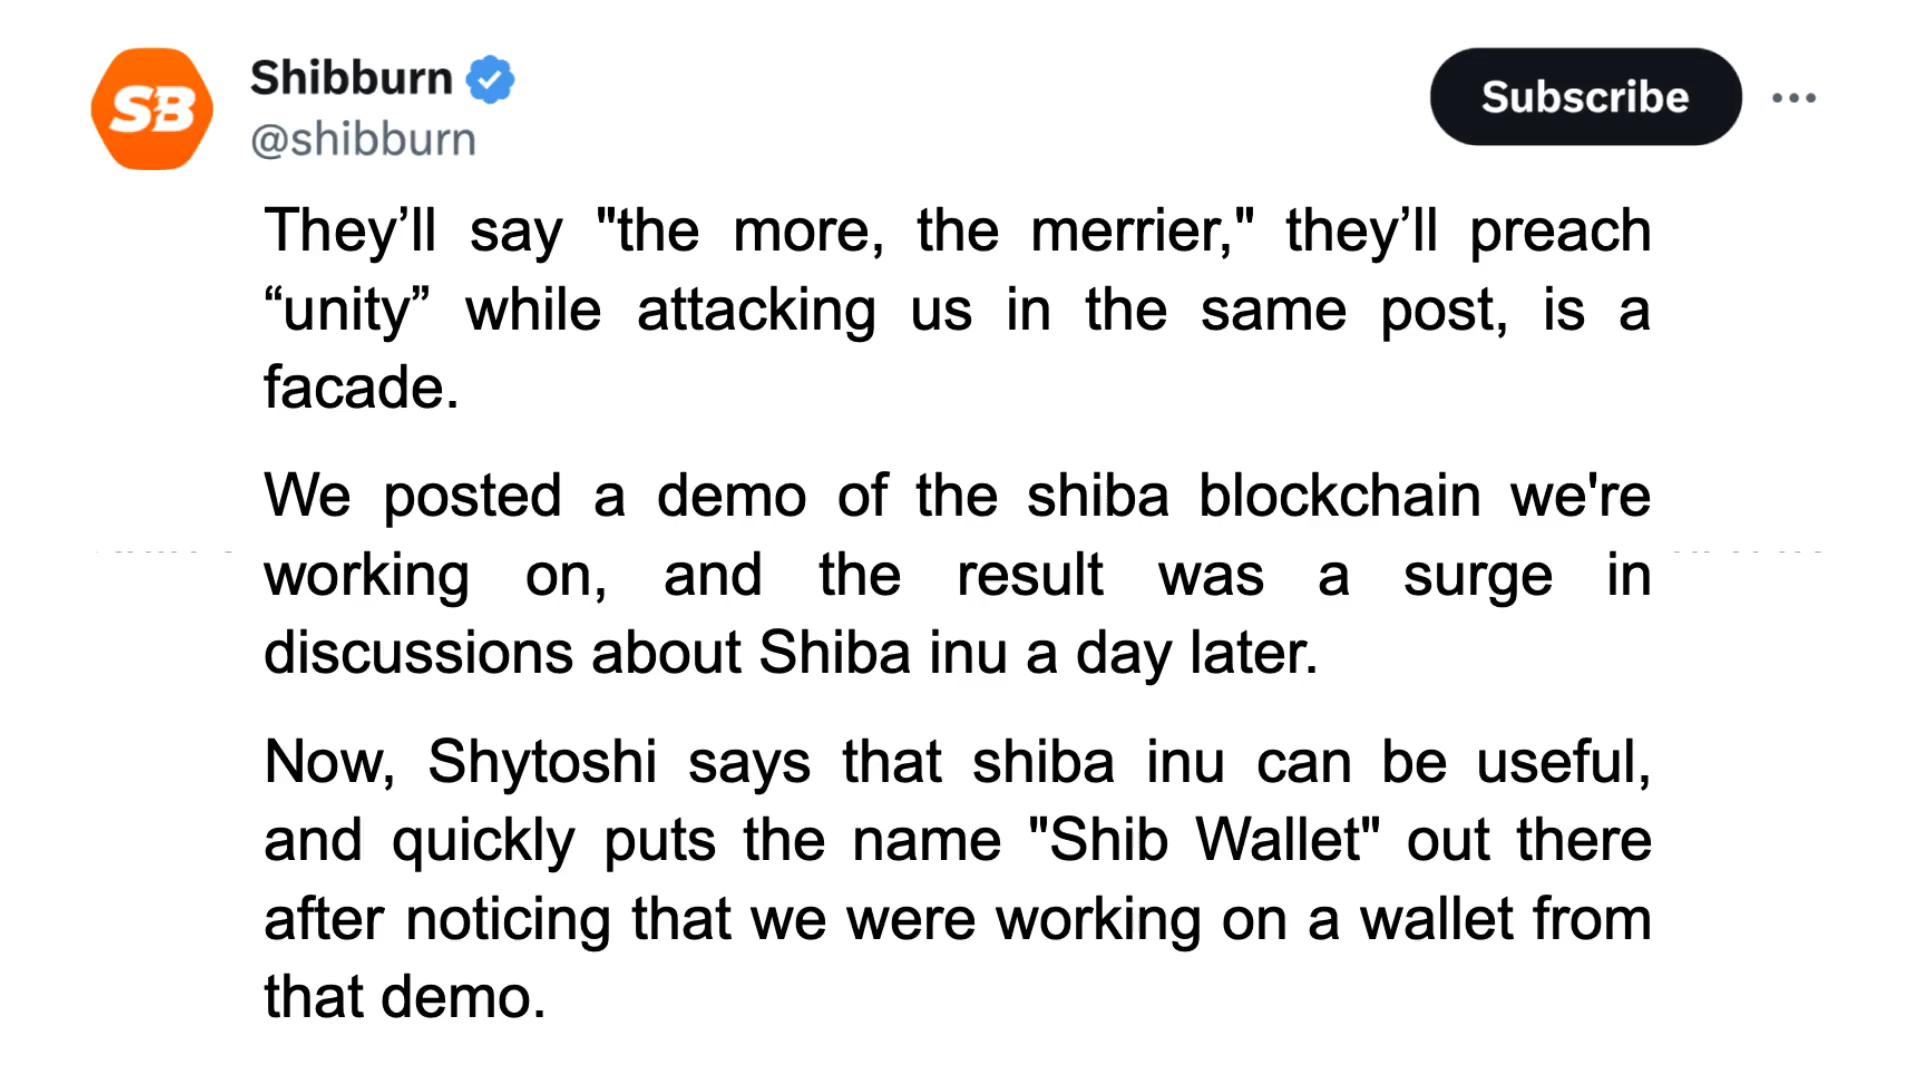 SB
Shibburn
@shibburn
Subscribe
They’ll say "the more, the merrier," they’ll preach
“unity” while attacking us in the same post, is a
facade.
We posted a demo of the shiba blockchain we're
working on, and the result was a surge in
discussions about Shiba inu a day later.
Now, Shytoshi says that shiba inu can be useful,
and quickly puts the name "Shib Wallet" out there
after noticing that we were working on a wallet from
that demo.